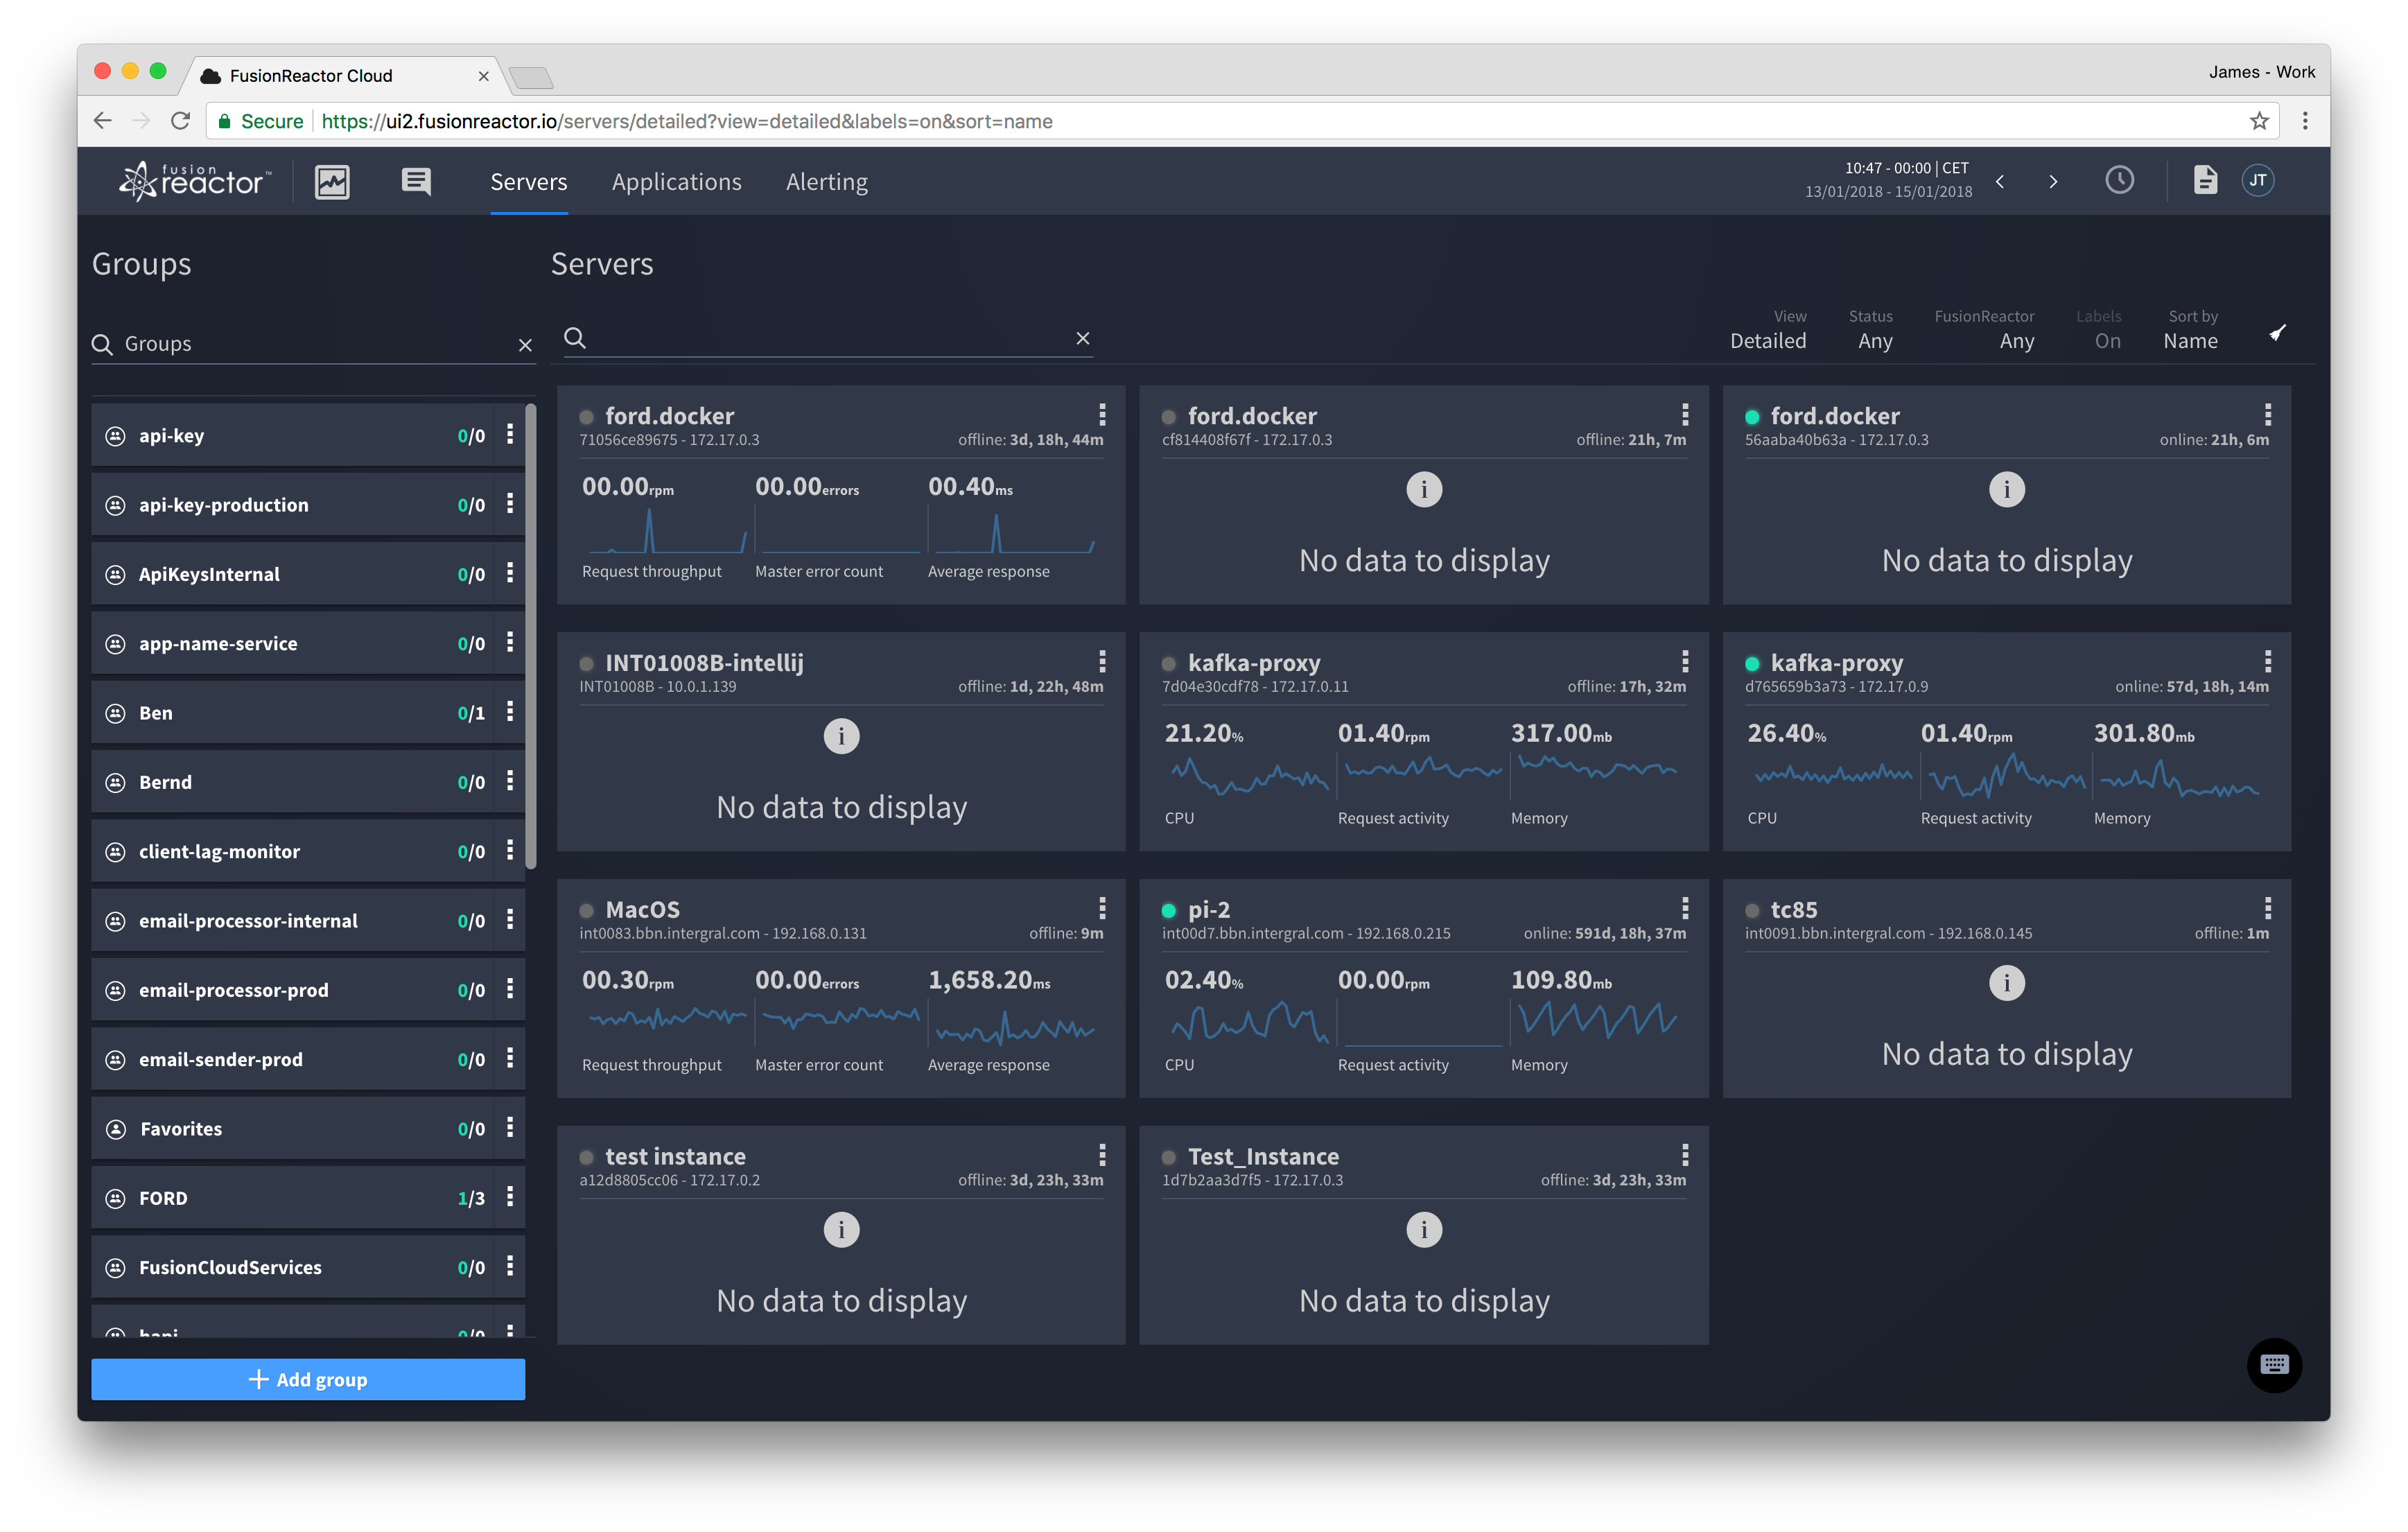 FusionReactor Cloud
James - Work
Secure
https://ui2.fusionreactor.io/servers/detailed?view=detailed&labels=on&sort=name
fusion
reactor™
Servers
Applications
Alerting
10:47 - 00:00 | CET
13/01/2018 - 15/01/2018
JT
Groups
Groups
api-key 0/0
api-key-production 0/0
ApiKeysInternal 0/0
app-name-service 0/0
Ben 0/1
Bernd 0/0
client-lag-monitor 0/0
email-processor-internal 0/0
email-processor-prod 0/0
email-sender-prod 0/0
Favorites 0/0
FORD 1/3
FusionCloudServices 0/0
hapi 0/0
Add group
Servers
View
Detailed
Status
Any
FusionReactor
Any
Labels
On
Sort by
Name
ford.docker
71056ce89675 - 172.17.0.3 offline: 3d, 18h, 44m
00.00rpm 00.00errors 00.40ms
Request throughput Master error count Average response
ford.docker
cf814408f67f - 172.17.0.3 offline: 21h, 7m
i
No data to display
ford.docker
56aaba40b63a - 172.17.0.3 online: 21h, 6m
i
No data to display
INT01008B-intellij
INT01008B - 10.0.1.139 offline: 1d, 22h, 48m
i
No data to display
kafka-proxy
7d04e30cdf78 - 172.17.0.11 offline: 17h, 32m
21.20% 01.40rpm 317.00mb
CPU Request activity Memory
kafka-proxy
d765659b3a73 - 172.17.0.9 online: 57d, 18h, 14m
26.40% 01.40rpm 301.80mb
CPU Request activity Memory
MacOS
int0083.bbn.intergral.com - 192.168.0.131 offline: 9m
00.30rpm 00.00errors 1,658.20ms
Request throughput Master error count Average response
pi-2
int00d7.bbn.intergral.com - 192.168.0.215 online: 591d, 18h, 37m
02.40% 00.00rpm 109.80mb
CPU Request activity Memory
tc85
int0091.bbn.intergral.com - 192.168.0.145 offline: 1m
i
No data to display
test instance
a12d8805cc06 - 172.17.0.2 offline: 3d, 23h, 33m
i
No data to display
Test_Instance
1d7b2aa3d7f5 - 172.17.0.3 offline: 3d, 23h, 33m
i
No data to display